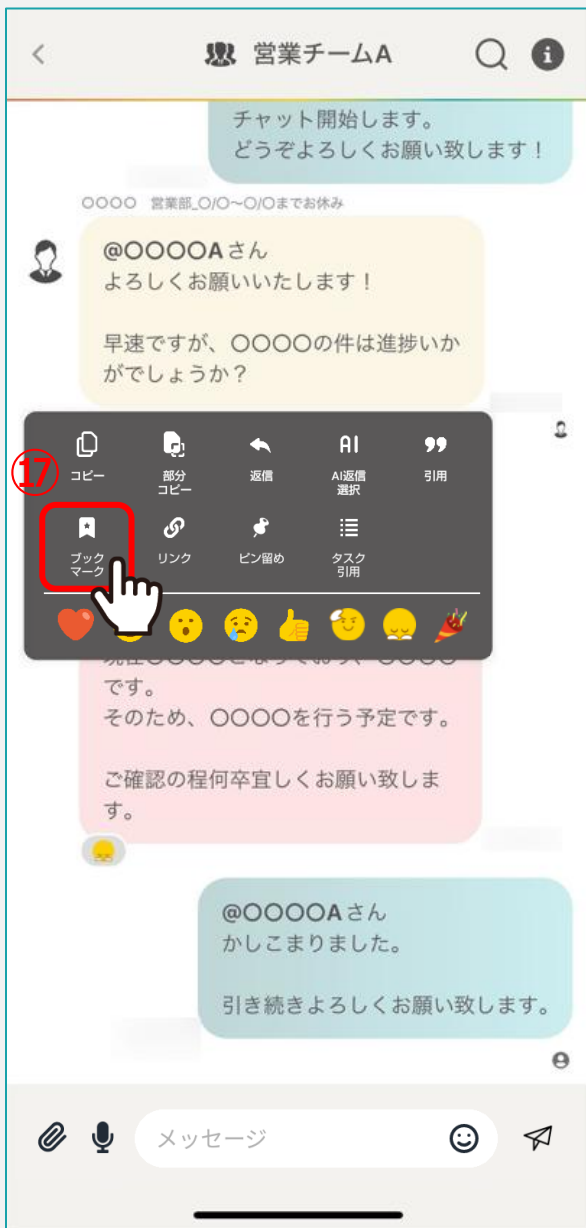 営業チームA
チャット開始します。
どうぞよろしくお願い致します！
〇〇〇〇 営業部_〇/〇～〇/〇までお休み
@〇〇〇〇Aさん
よろしくお願いいたします！
早速ですが、〇〇〇〇の件は進捗いか
がでしょうか？
⑰
コピー
部分
コピー
返信
AI
AI返信
選択
引用
ブック
マーク
リンク
ピン留め
タスク
引用
です。
そのため、〇〇〇〇を行う予定です。
ご確認の程何卒宜しくお願い致しま
す。
@〇〇〇〇Aさん
かしこまりました。
引き続きよろしくお願い致します。
メッセージ